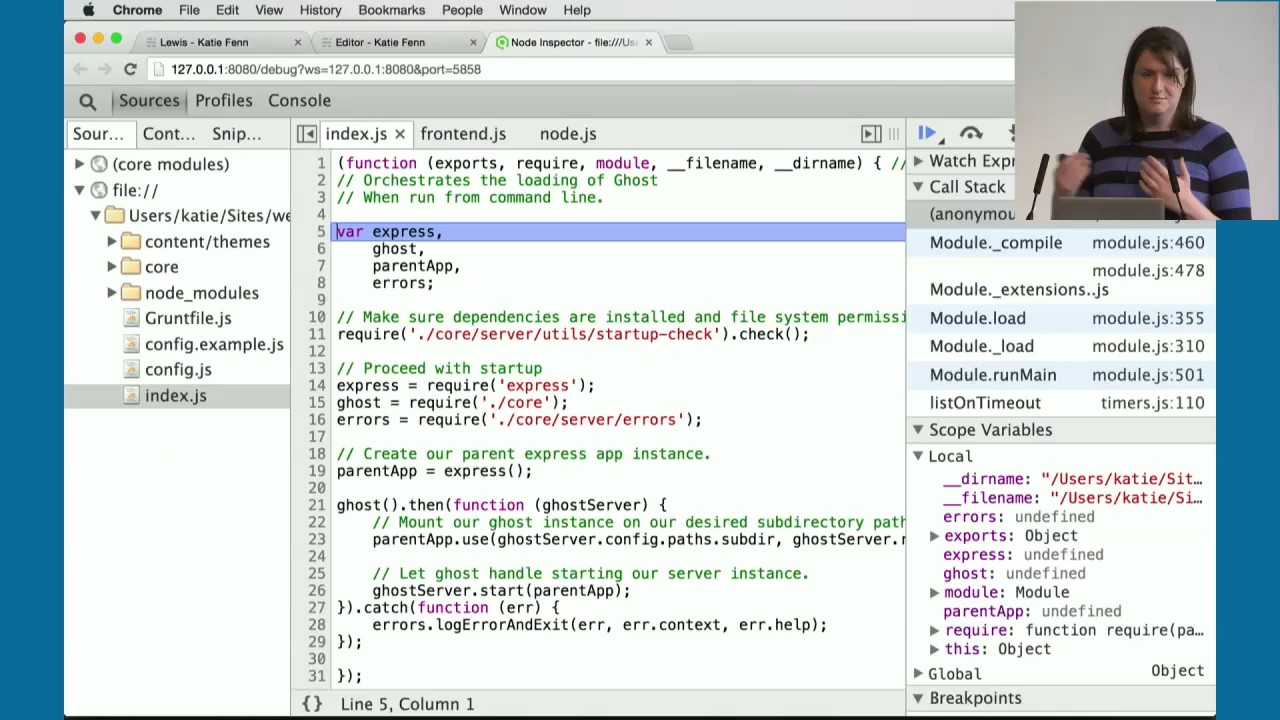 Chrome File Edit View History Bookmarks People Window Help
Lewis - Katie Fenn × Editor - Katie Fenn × Node Inspector - file:///Us ×
127.0.0.1:8080/debug?ws=127.0.0.1:8080&port=5858
Sources Profiles Console
Sour... Cont... Snip... index.js × frontend.js node.js
(core modules)
file://
Users/katie/Sites/we
content/themes
core
node_modules
Gruntfile.js
config.example.js
config.js
index.js
1 (function (exports, require, module, __filename, __dirname) { //
2 // Orchestrates the loading of Ghost
3 // When run from command line.
4
5 var express,
6 ghost,
7 parentApp,
8 errors;
9
10 // Make sure dependencies are installed and file system permissi
11 require('./core/server/utils/startup-check').check();
12
13 // Proceed with startup
14 express = require('express');
15 ghost = require('./core');
16 errors = require('./core/server/errors');
17
18 // Create our parent express app instance.
19 parentApp = express();
20
21 ghost().then(function (ghostServer) {
22 // Mount our ghost instance on our desired subdirectory path
23 parentApp.use(ghostServer.config.paths.subdir, ghostServer.r
24
25 // Let ghost handle starting our server instance.
26 ghostServer.start(parentApp);
27 }).catch(function (err) {
28 errors.logErrorAndExit(err, err.context, err.help);
29 });
30
31 });
{} Line 5, Column 1
Watch Expr
Call Stack
(anonymou
Module._compile module.js:460
module.js:478
Module._extensions..js
Module.load module.js:355
Module._load module.js:310
Module.runMain module.js:501
listOnTimeout timers.js:110
Scope Variables
Local
__dirname: "/Users/katie/Sit...
__filename: "/Users/katie/Si...
errors: undefined
exports: Object
express: undefined
ghost: undefined
module: Module
parentApp: undefined
require: function require(pa...
this: Object
Global Object
Breakpoints